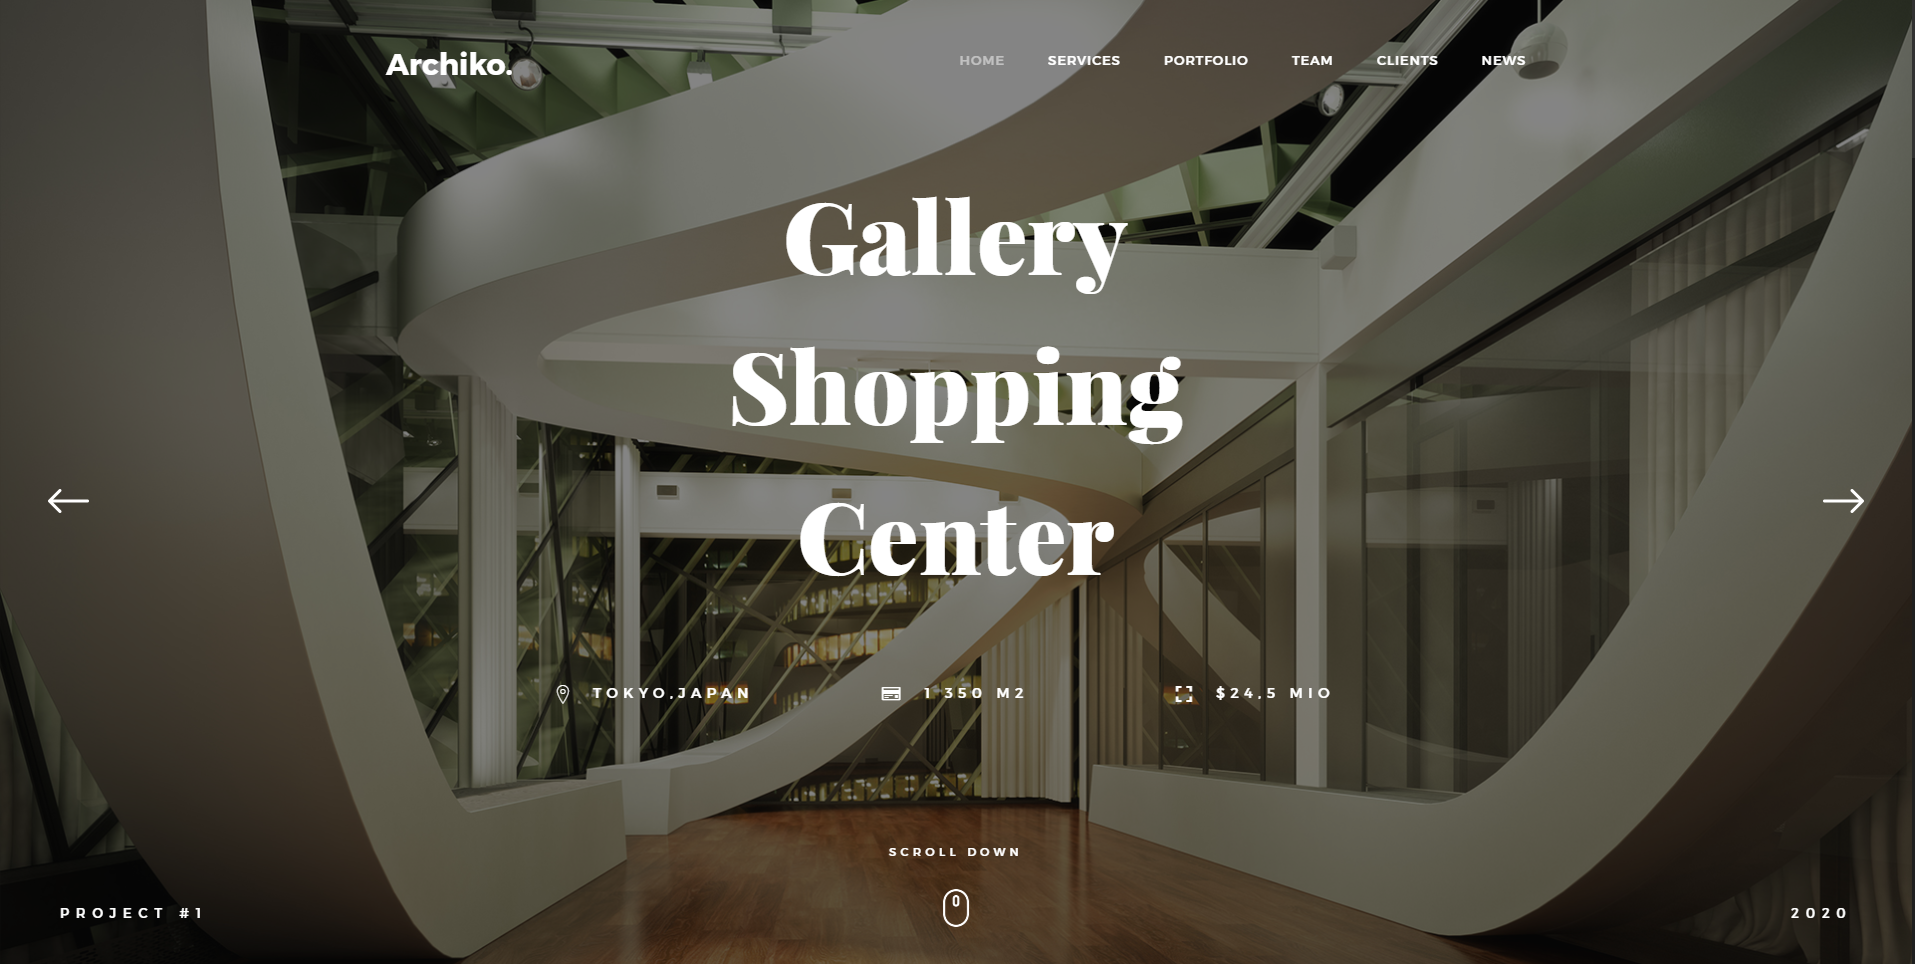 Archiko.
HOME SERVICES PORTFOLIO TEAM CLIENTS NEWS
Gallery
Shopping
Center
TOKYO,JAPAN 1 350 M2 $24,5 MIO
SCROLL DOWN
PROJECT #1 2020